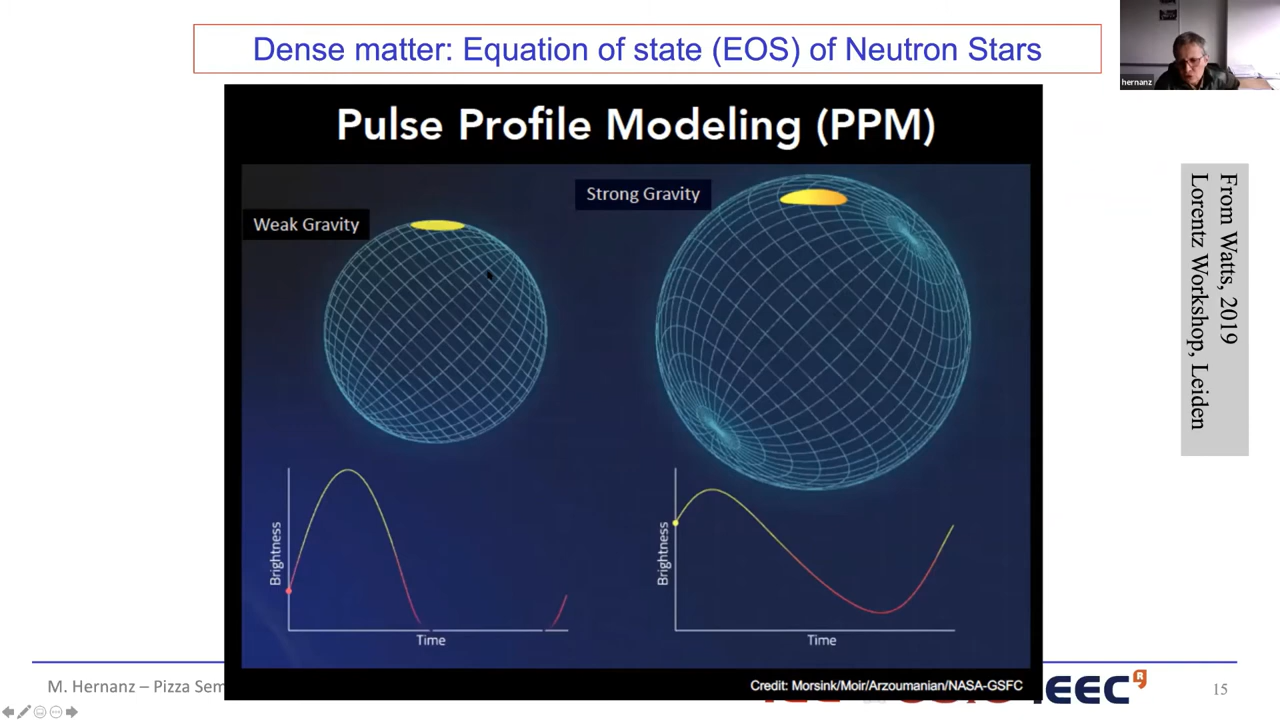 Dense matter: Equation of state (EOS) of Neutron Stars
hernanz
Pulse Profile Modeling (PPM)
Weak Gravity
Strong Gravity
From Watts, 2019
Lorentz Workshop, Leiden
Brightness
Time
Brightness
Time
Credit: Morsink/Moir/Arzoumanian/NASA-GSFC
M. Hernanz – Pizza Sem
IEEC
R
15